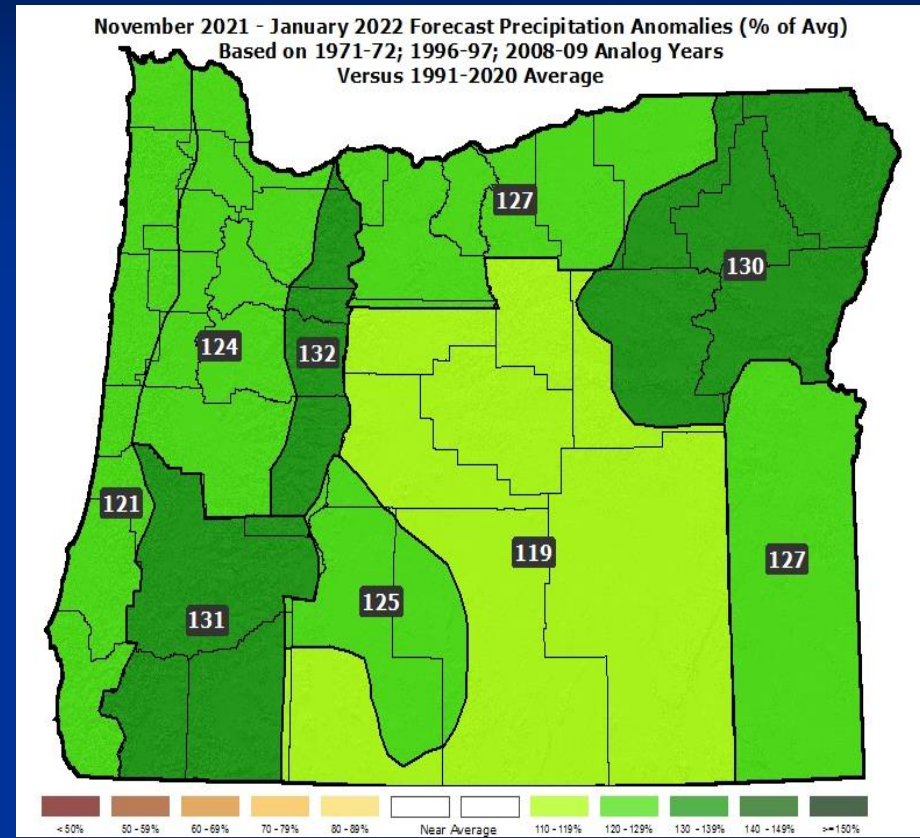 November 2021 - January 2022 Forecast Precipitation Anomalies (% of Avg)
Based on 1971-72; 1996-97; 2008-09 Analog Years
Versus 1991-2020 Average
127
130
124
132
121
119
127
125
131
<50% 50 - 59% 60 - 69% 70 - 79% 80 - 89% Near Average 110 - 119% 120 - 129% 130 - 139% 140 - 149% >=150%